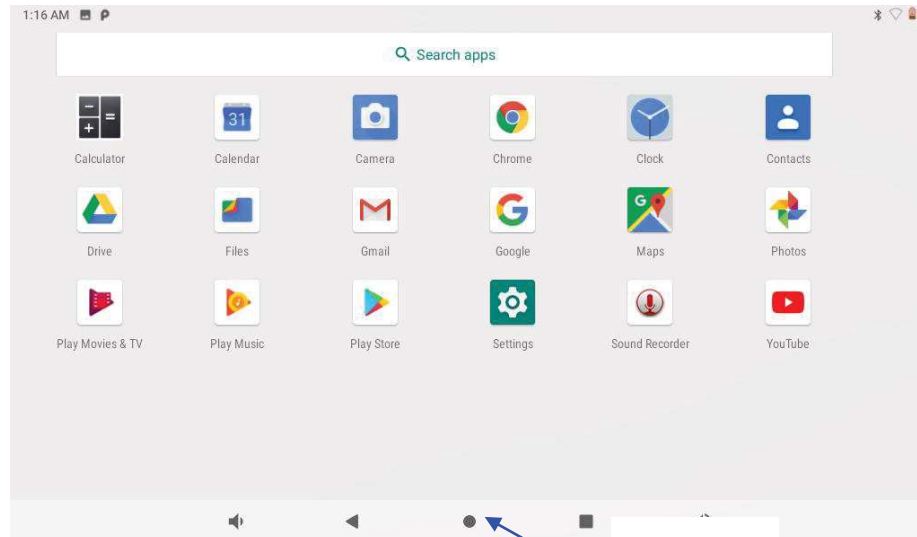 1:16 AM
Search apps
Calculator Calendar Camera Chrome Clock Contacts
31
Drive Files Gmail Google Maps Photos
Play Movies & TV Play Music Play Store Settings Sound Recorder YouTube